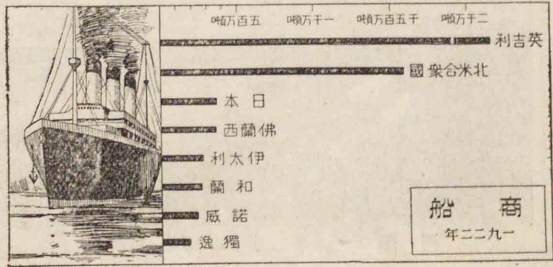 二千万噸 千五百万噸 一千万噸 五百万噸
英吉利
北米合衆國
日本
佛蘭西
伊太利
和蘭
諾威
獨逸
商船
一九二二年